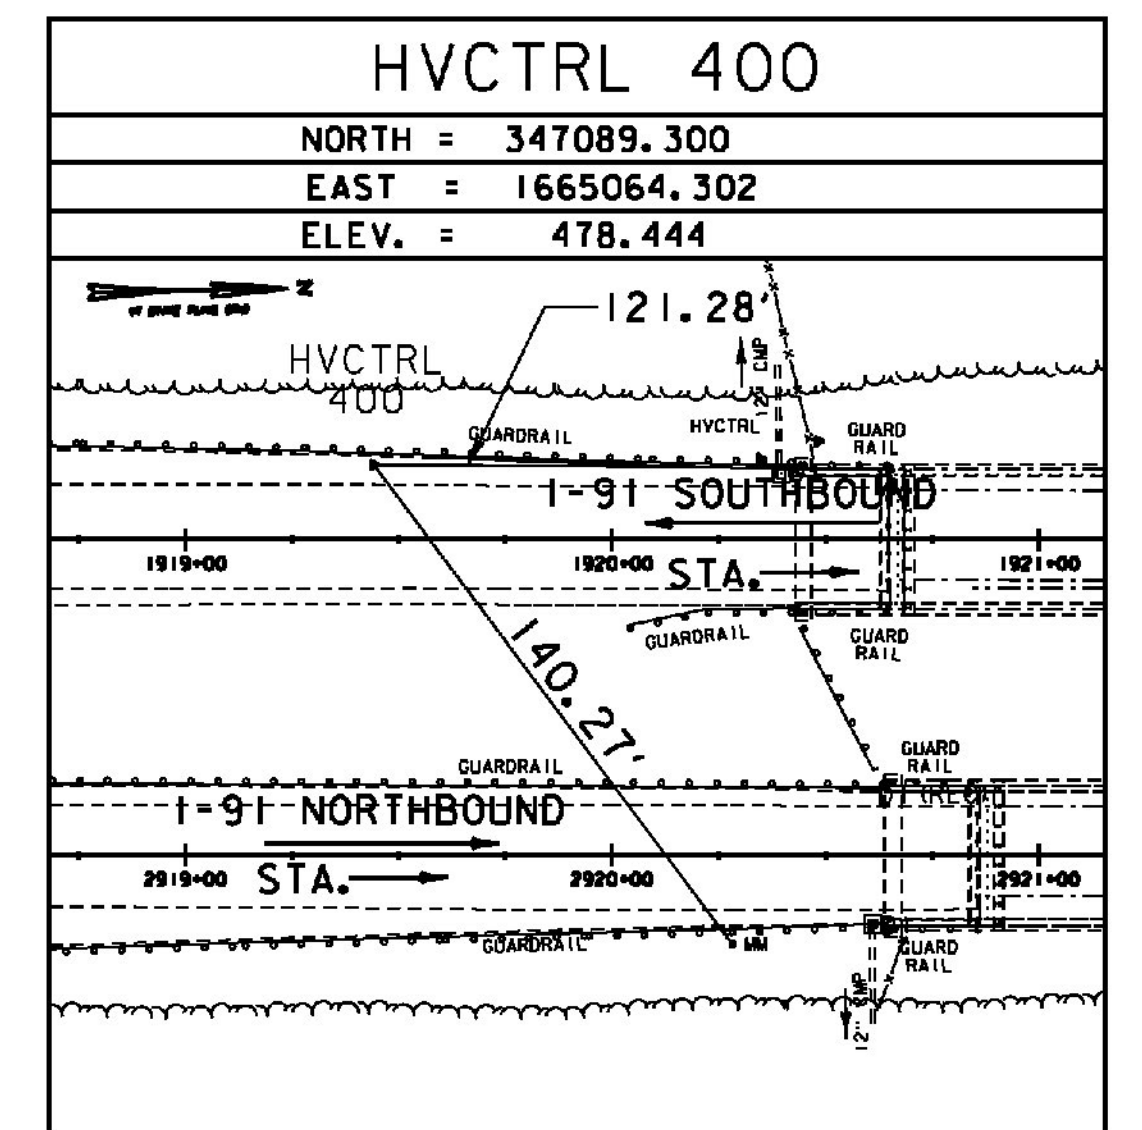 HVCTRL 400
NORTH = 347089.300
EAST = 1665064.302
ELEV. = 478.444
N
121.28'
HVCTRL
400
12" CMP
GUARDRAIL
HVCTRL
GUARD
RAIL
I-91 SOUTHBOUND
1919+00
1920+00
1921+00
STA.
GUARDRAIL
GUARD
RAIL
140.27'
GUARDRAIL
GUARD
RAIL
I-91 NORTHBOUND
2919+00
STA.
2920+00
2921+00
GUARDRAIL
MM
GUARD
RAIL
12" CMP